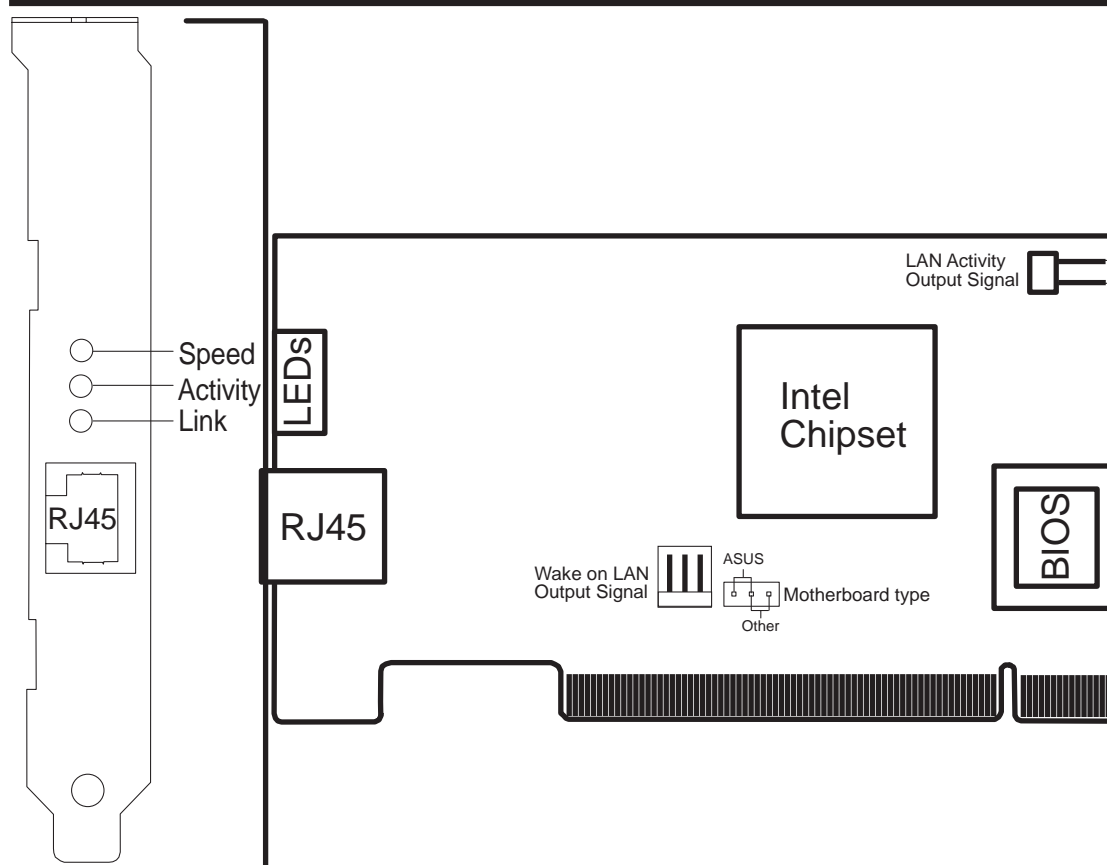 Speed
Activity
Link
RJ45
LEDs
RJ45
LAN Activity
Output Signal
Intel
Chipset
BIOS
Wake on LAN
Output Signal
ASUS
Motherboard type
Other